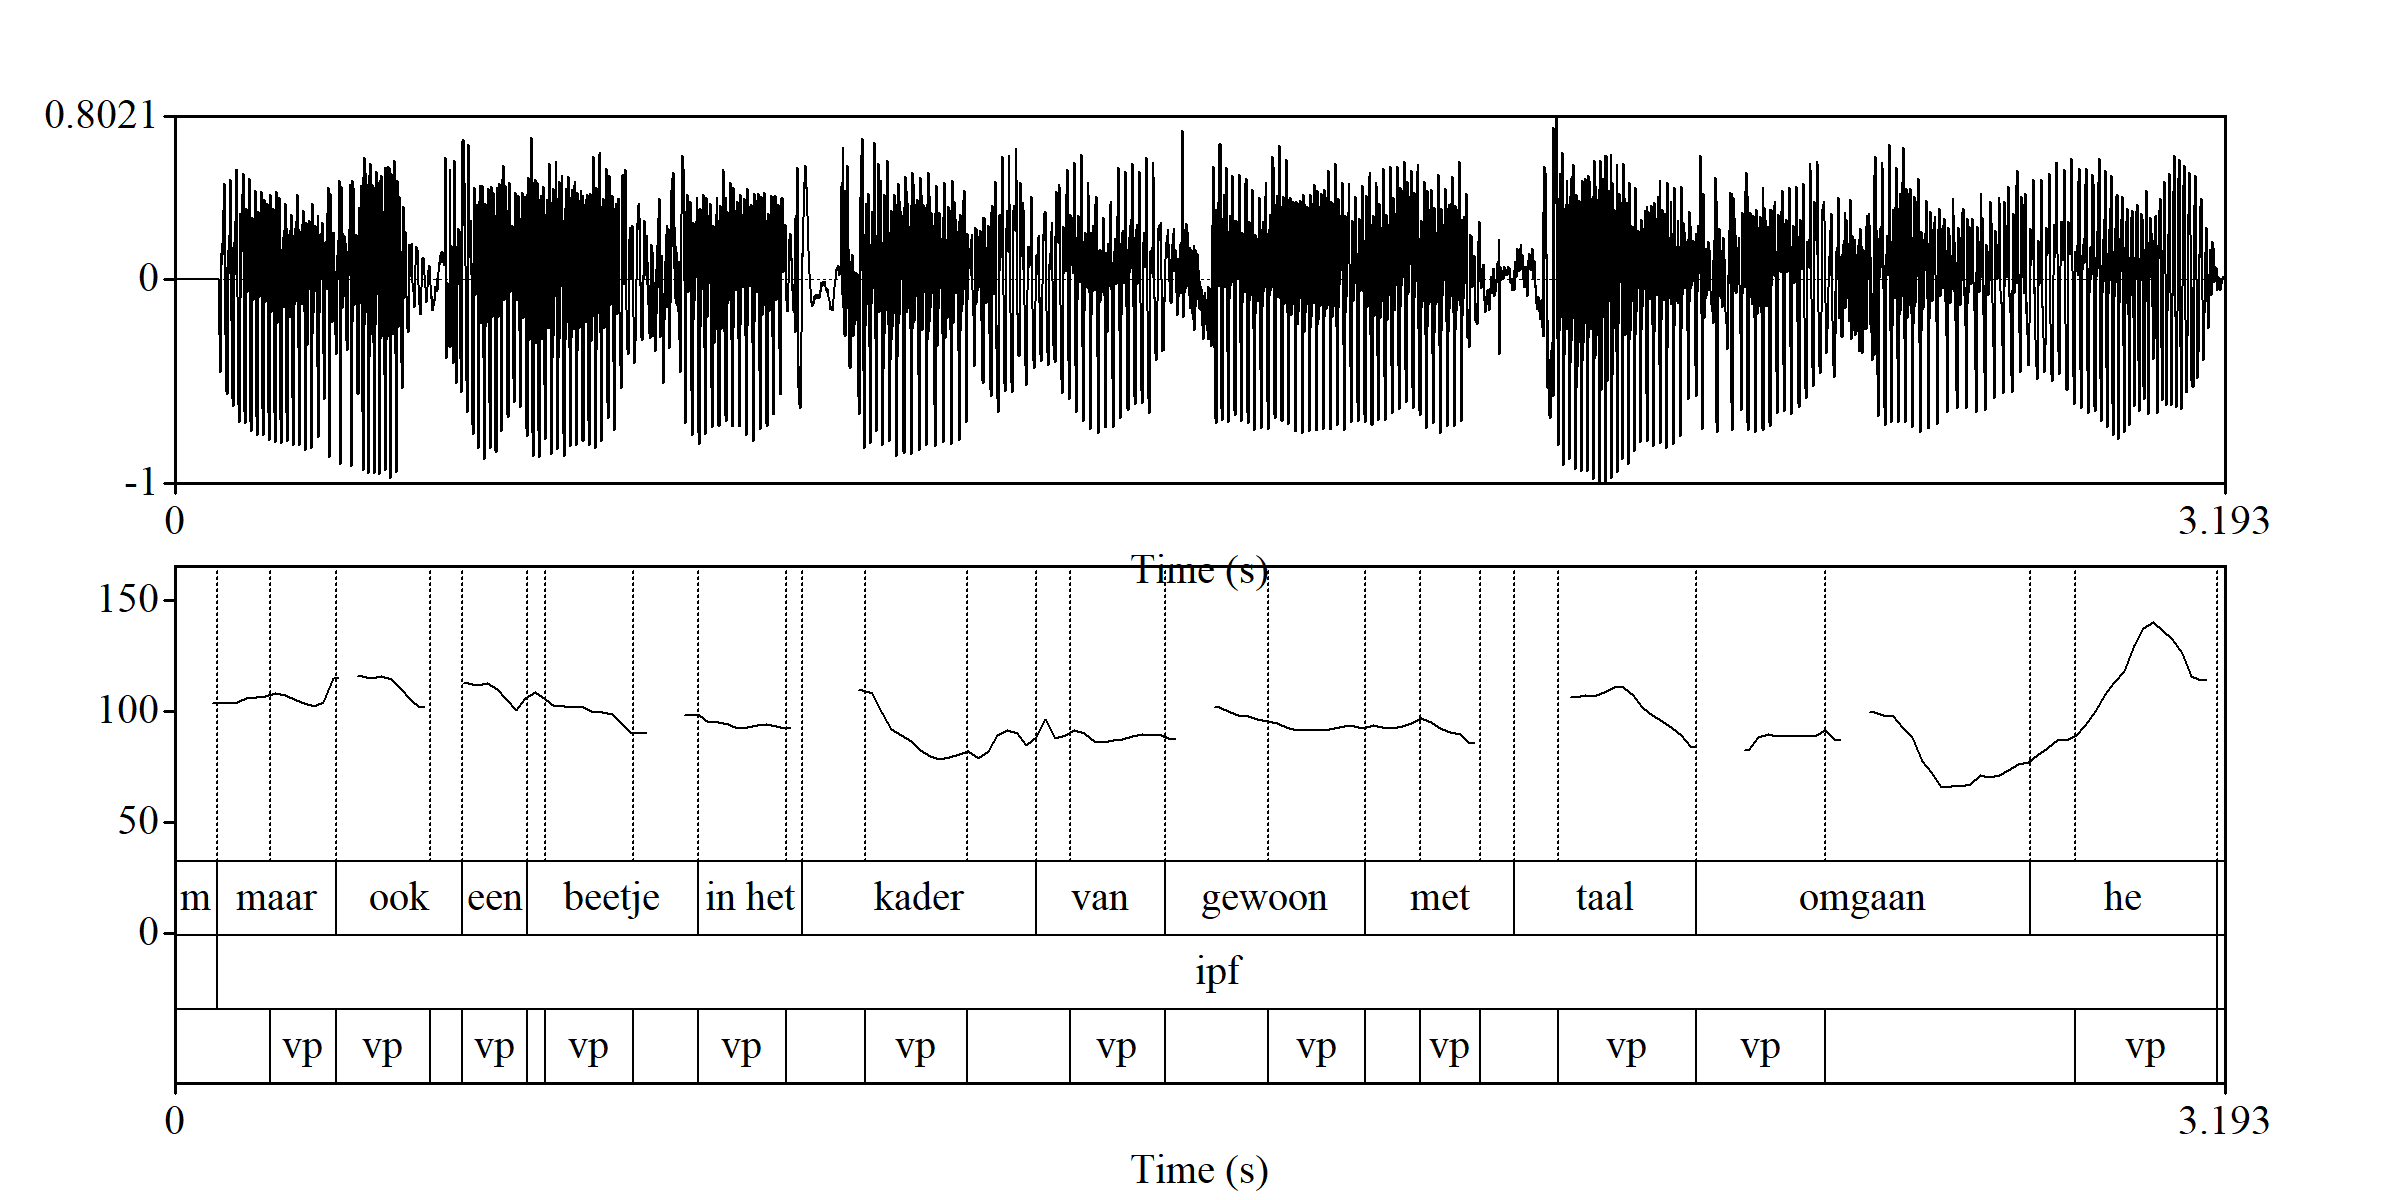 0.8021
0
-1
0 3.193
Time (s)
150
100
50
0
m maar ook een beetje in het kader van gewoon met taal omgaan he
ipf
vp vp vp vp vp vp vp vp vp vp vp vp
0 3.193
Time (s)